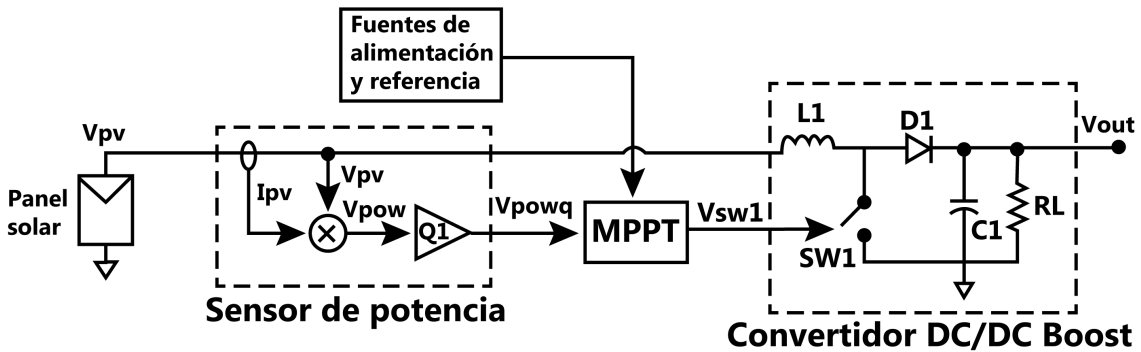 Fuentes de
alimentación
y referencia
Vpv
L1
D1
Vout
Panel
solar
Ipv
Vpv
Vpow
Q1
Vpowq
MPPT
Vsw1
SW1
C1
RL
Sensor de potencia
Convertidor DC/DC Boost